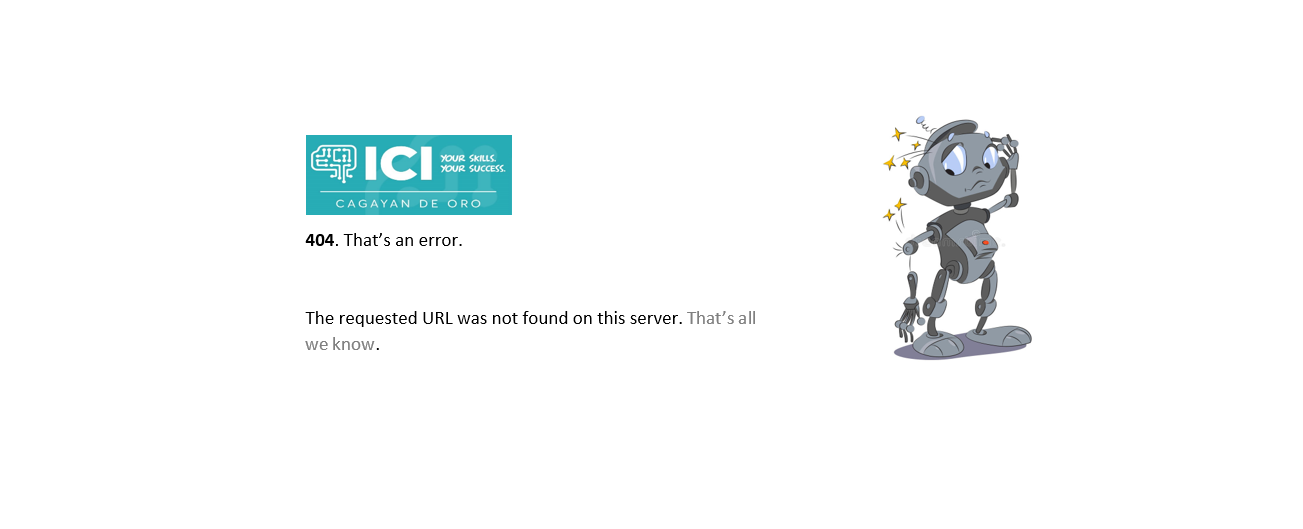 ICI YOUR SKILLS.
YOUR SUCCESS.
CAGAYAN DE ORO
404. That’s an error.
The requested URL was not found on this server. That’s all
we know.